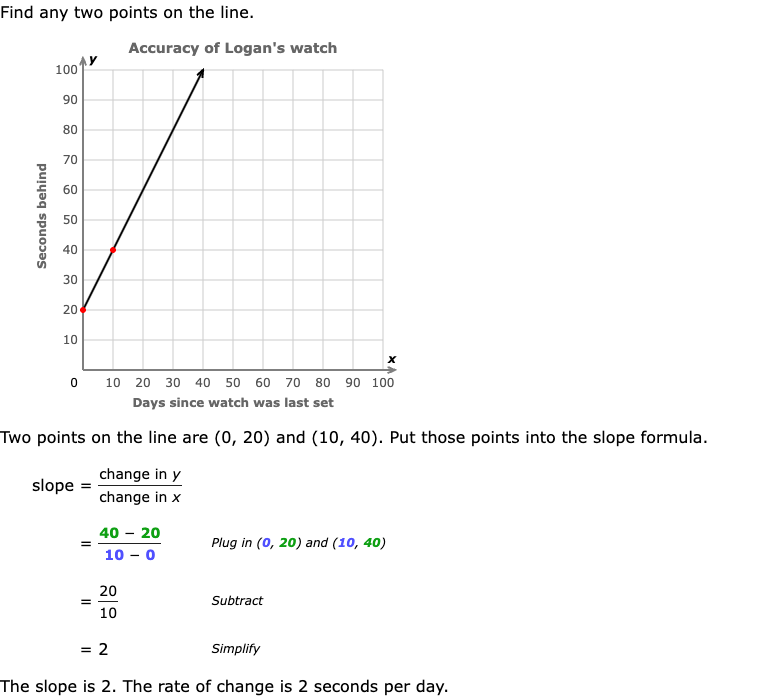 Find any two points on the line.
Accuracy of Logan's watch
y
100
90
80
70
60
50
40
30
20
10
Seconds behind
x
0 10 20 30 40 50 60 70 80 90 100
Days since watch was last set
Two points on the line are (0, 20) and (10, 40). Put those points into the slope formula.
slope = change in y / change in x
= 40 – 20 / 10 – 0 Plug in (0, 20) and (10, 40)
= 20 / 10 Subtract
= 2 Simplify
The slope is 2. The rate of change is 2 seconds per day.